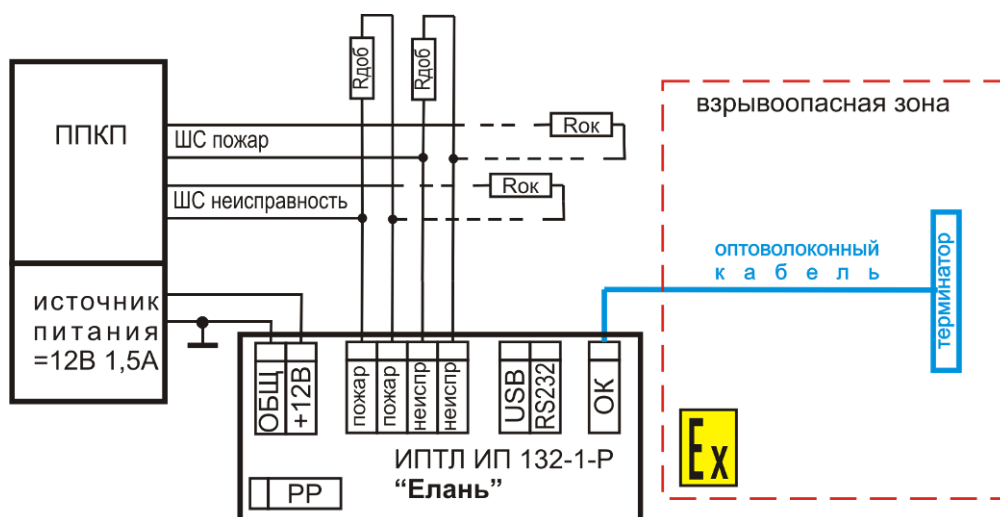 Rдоб
Rдоб
ППКП
ШС пожар
Rок
ШС неисправность
Rок
взрывоопасная зона
оптоволоконный
кабель
терминатор
источник
питания
=12В 1,5А
ОБЩ
+12В
пожар
пожар
неиспр
неиспр
USB
RS232
ОК
ИПТЛ ИП 132-1-Р
“Елань”
РР
Ex